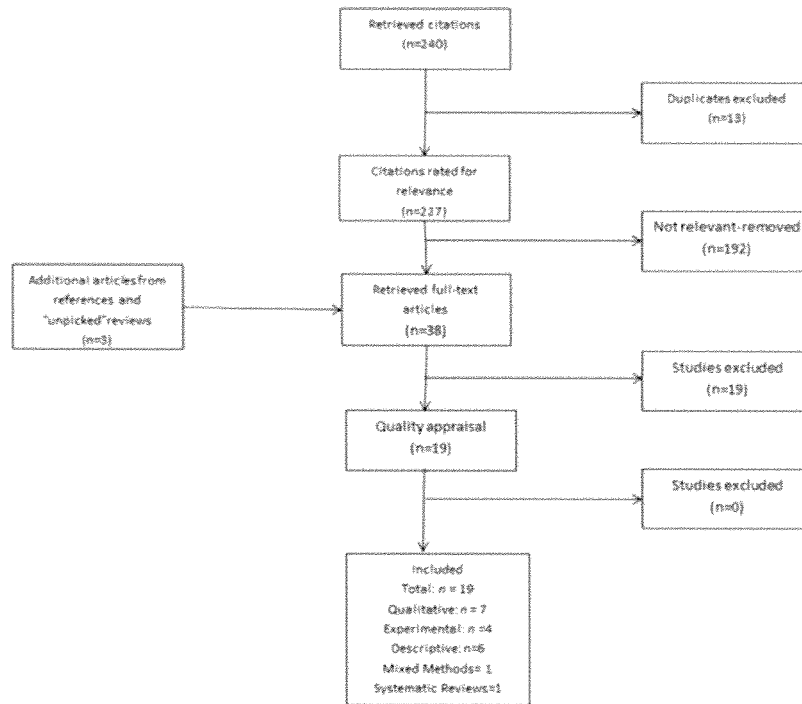 Retrieved citations
(n=240)
Duplicates excluded
(n=13)
Citations rated for
relevance
(n=227)
Not relevant-removed
(n=192)
Additional articles from
references and
"unpicked"reviews
(n=3)
Retrieved full-text
articles
(n=38)
Studies excluded
(n=19)
Quality appraisal
(n=19)
Studies excluded
(n=0)
Included
Total: n = 19
Qualitative: n = 7
Experimental: n =4
Descriptive: n=6
Mixed Methods= 1
Systematic Reviews=1